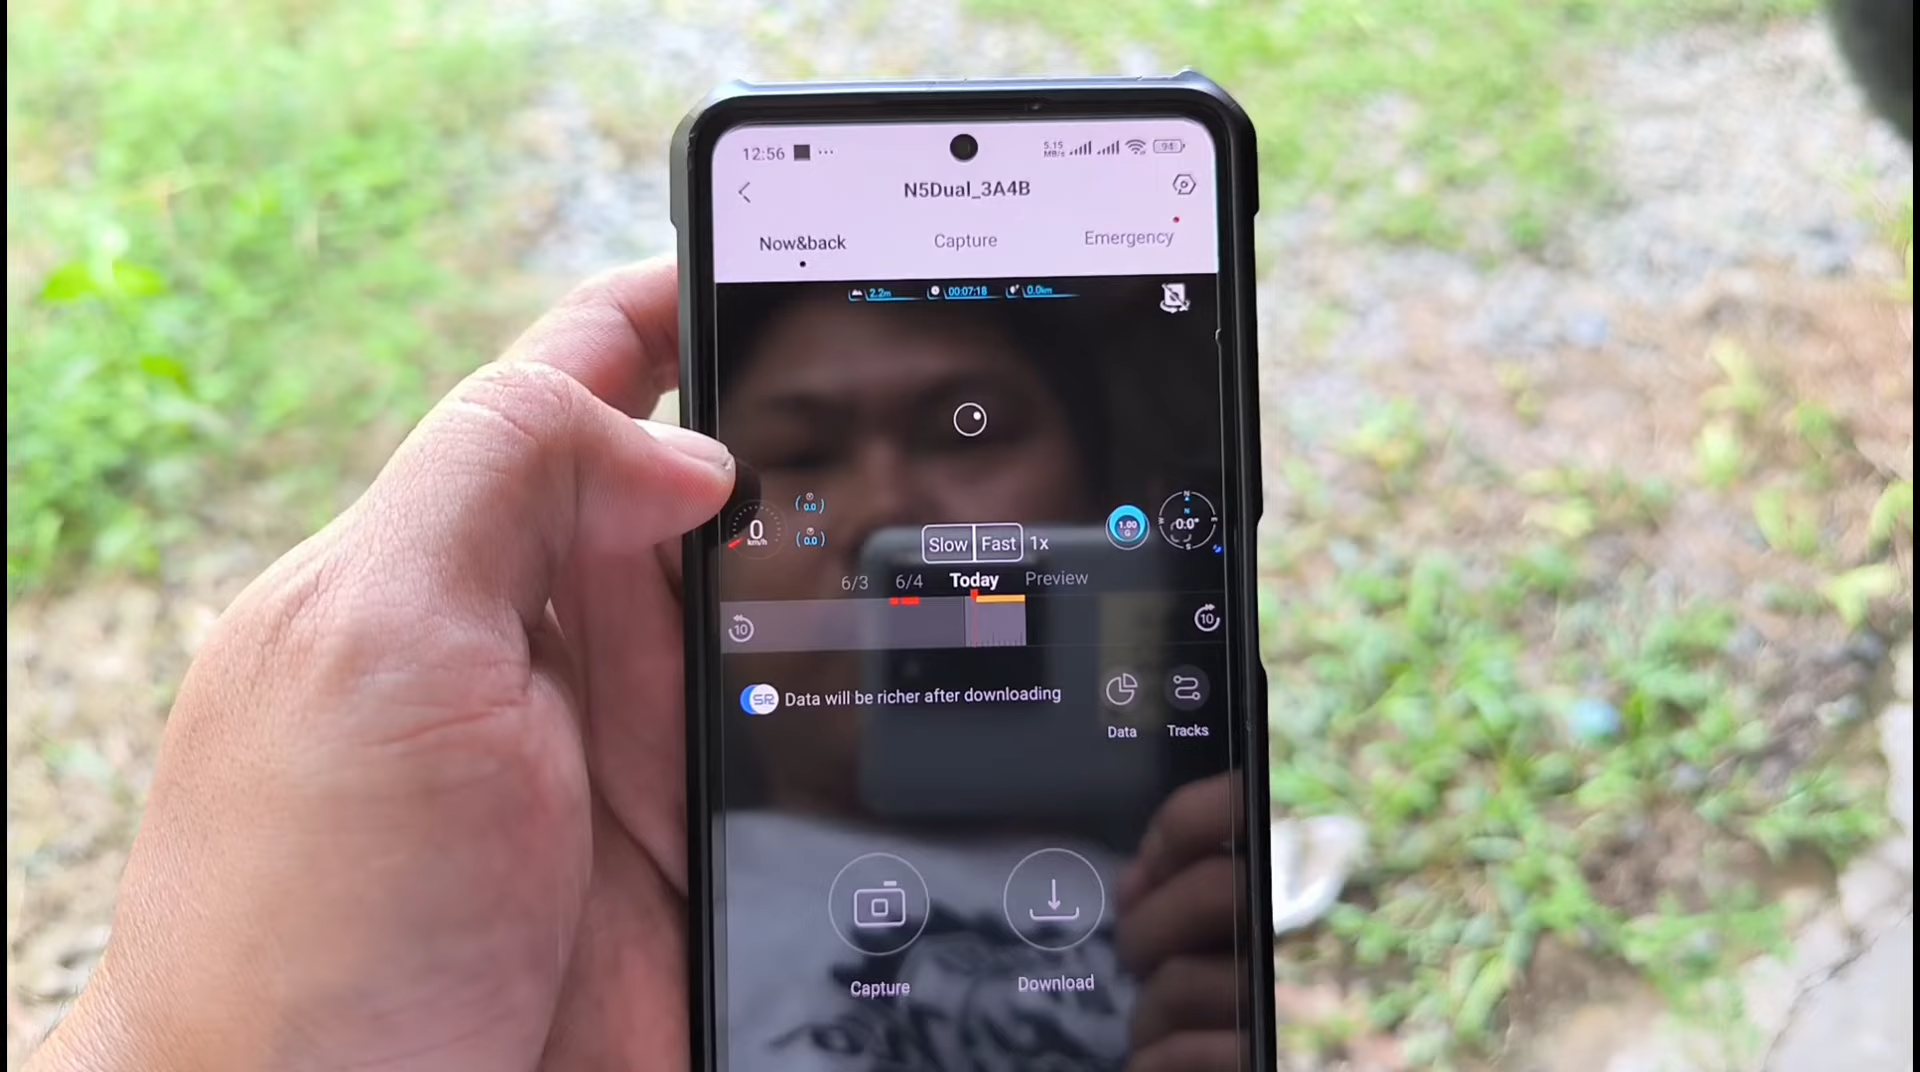 12:56 ... 5.15 MB/s 94
N5Dual_3A4B
Now&back Capture Emergency
2.2m 00:07:18 0.0km
0 km/h
(0.0)
(0.0)
Slow Fast 1x
1.00 G
N
N
E
S
W
0.0°
6/3 6/4 Today Preview
10 10
SR Data will be richer after downloading
Data Tracks
Capture Download